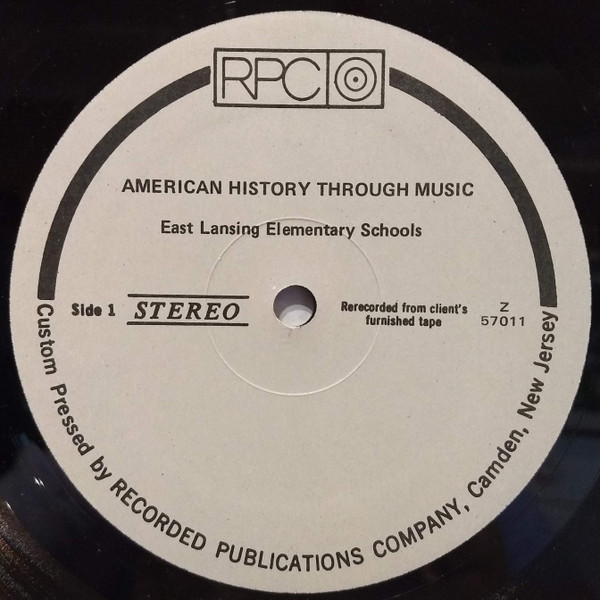 RPC
AMERICAN HISTORY THROUGH MUSIC
East Lansing Elementary Schools
Side 1
STEREO
Rerecorded from client's
furnished tape
Z
57011
Custom Pressed by RECORDED PUBLICATIONS COMPANY, Camden, New Jersey